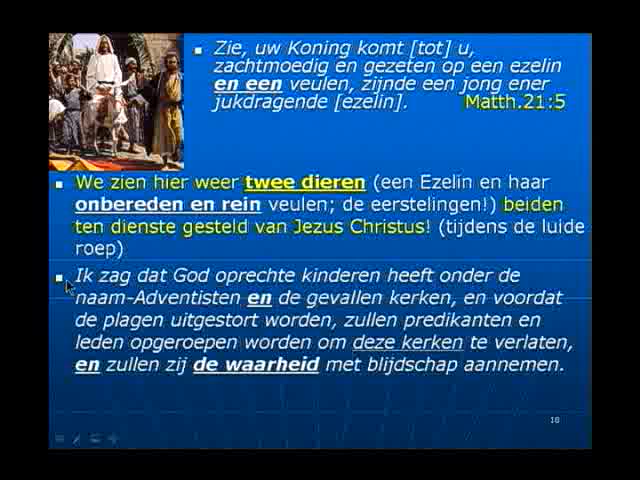 Zie, uw Koning komt [tot] u,
zachtmoedig en gezeten op een ezelin
en een veulen, zijnde een jong ener
jukdragende [ezelin]. Matth.21:5
We zien hier weer twee dieren (een Ezelin en haar
onbereden en rein veulen; de eerstelingen!) beiden
ten dienste gesteld van Jezus Christus! (tijdens de luide
roep)
Ik zag dat God oprechte kinderen heeft onder de
naam-Adventisten en de gevallen kerken, en voordat
de plagen uitgestort worden, zullen predikanten en
leden opgeroepen worden om deze kerken te verlaten,
en zullen zij de waarheid met blijdschap aannemen.
18